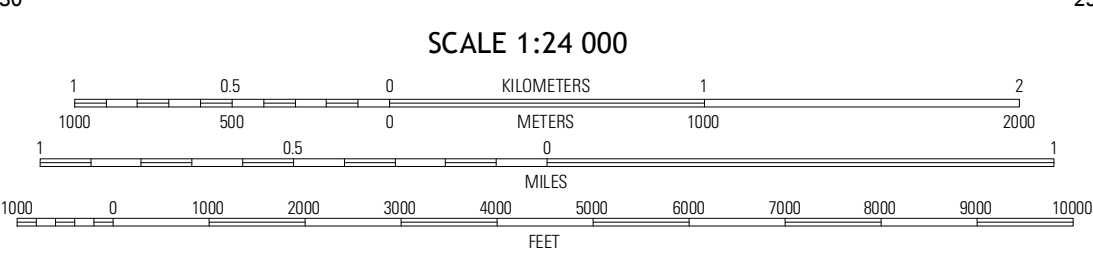 30 25
SCALE 1:24 000
1 0.5 0 KILOMETERS 1 2
1000 500 0 METERS 1000 2000
1 0.5 0 1
MILES
1000 0 1000 2000 3000 4000 5000 6000 7000 8000 9000 10000
FEET